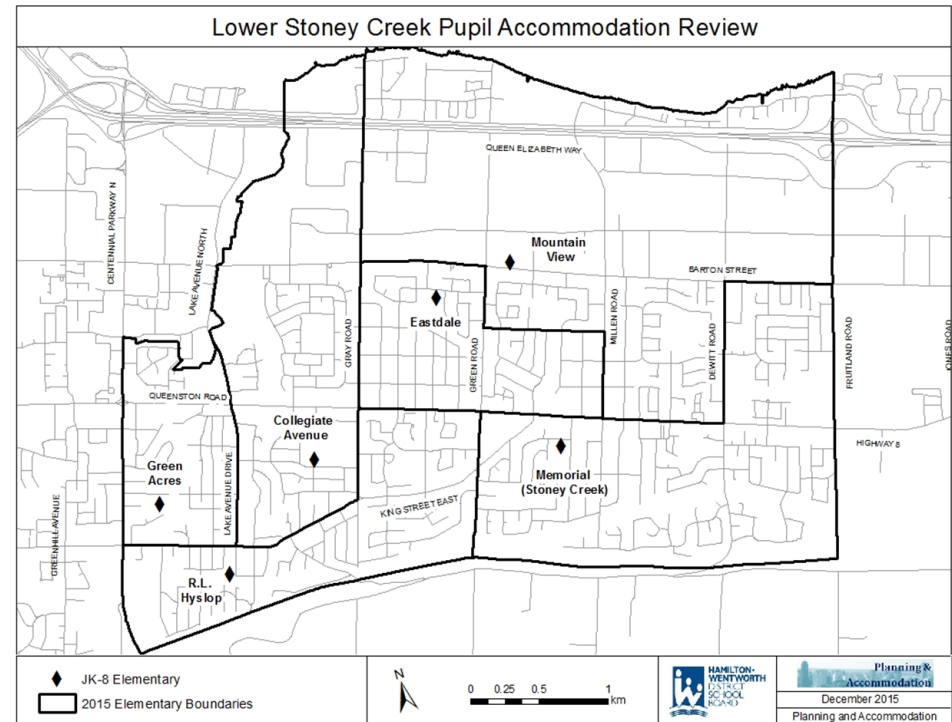 Lower Stoney Creek Pupil Accommodation Review
QUEEN ELIZABETH WAY
CENTENNIAL PARKWAY N
LAKE AVENUE NORTH
Mountain
View
BARTON STREET
Eastdale
GRAY ROAD
GREEN ROAD
MILLEN ROAD
DEWITT ROAD
FRUITLAND ROAD
JONES ROAD
QUEENSTON ROAD
Collegiate
Avenue
HIGHWAY 8
Green
Acres
LAKE AVENUE DRIVE
Memorial
(Stoney Creek)
KING STREET EAST
GREENHILL AVENUE
R.L.
Hyslop
JK-8 Elementary
2015 Elementary Boundaries
N
0 0.25 0.5 1
km
HAMILTON-
WENTWORTH
DISTRICT
SCHOOL
BOARD
Planning &
Accommodation
December 2015
Planning and Accommodation